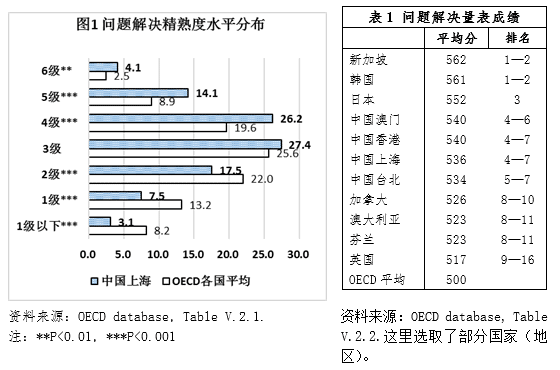 图1 问题解决精熟度水平分布
6级**
4.1
2.5
5级***
14.1
8.9
4级***
26.2
19.6
3级
27.4
25.6
2级***
17.5
22.0
1级***
7.5
13.2
1级以下***
3.1
8.2
0.0 5.0 10.0 15.0 20.0 25.0 30.0
中国上海 OECD各国平均
资料来源：OECD database, Table V.2.1.
注：**P<0.01, ***P<0.001
表1 问题解决量表成绩
平均分 排名
新加坡 562 1—2
韩国 561 1—2
日本 552 3
中国澳门 540 4—6
中国香港 540 4—7
中国上海 536 4—7
中国台北 534 5—7
加拿大 526 8—10
澳大利亚 523 8—11
芬兰 523 8—11
英国 517 9—16
OECD 平均 500
资料来源：OECD database, Table
V.2.2.这里选取了部分国家（地
区）。